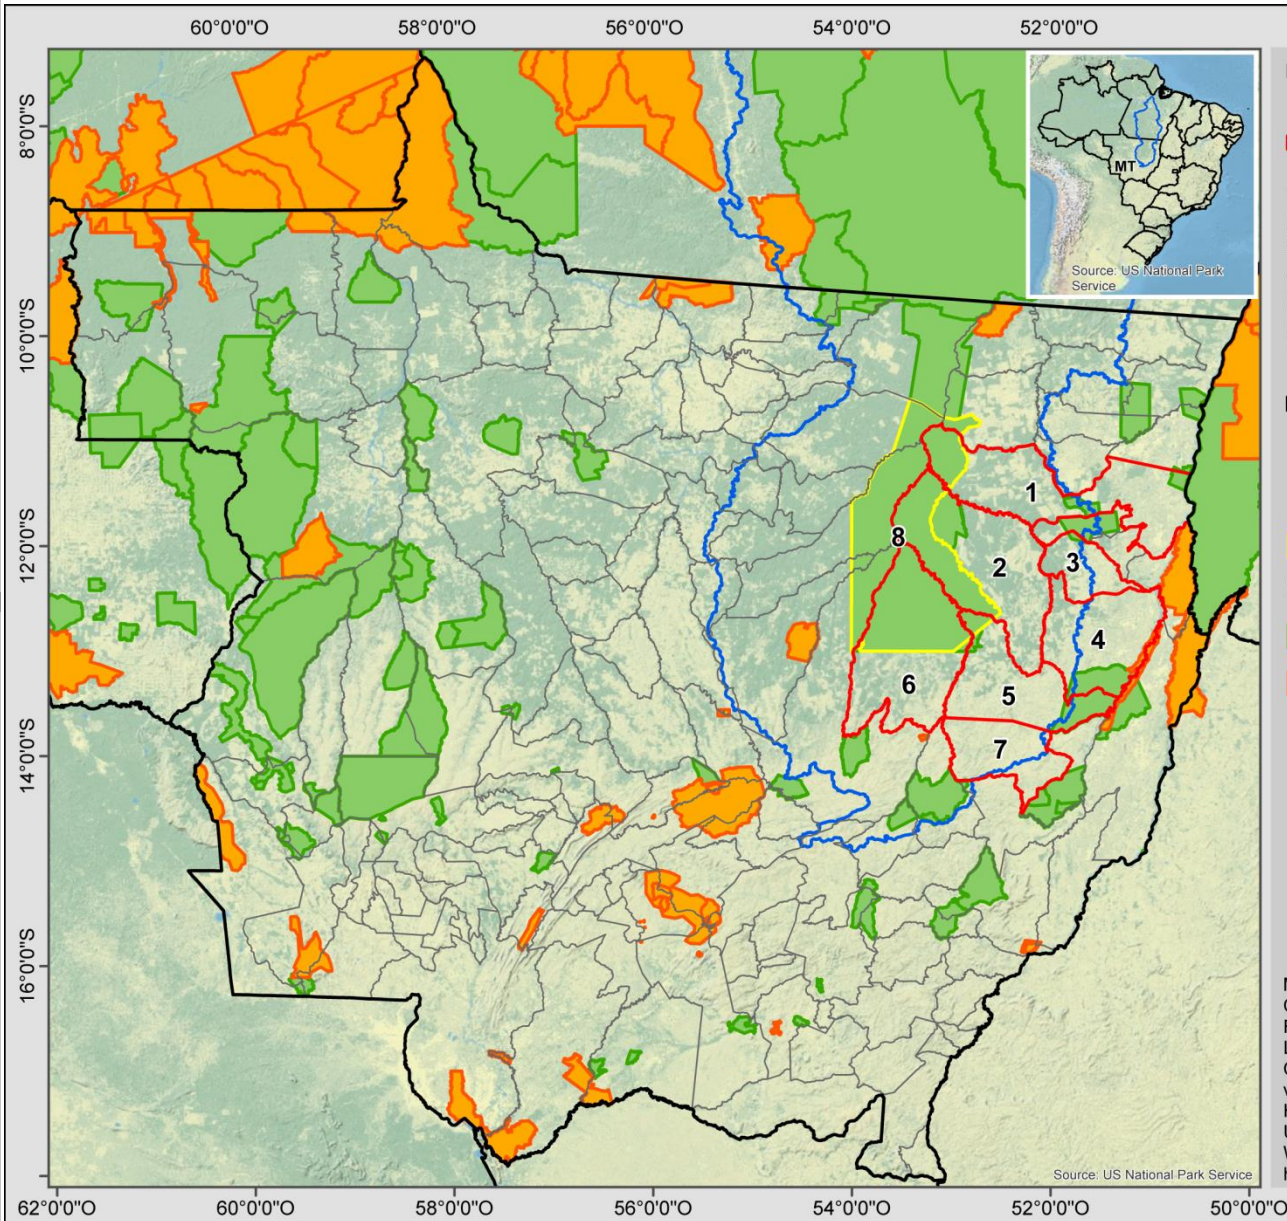 60°0'0"O 58°0'0"O 56°0'0"O 54°0'0"O 52°0'0"O
8°0'0"S
10°0'0"S
12°0'0"S
14°0'0"S
16°0'0"S
MT
Source: US National Park
Service
1
2
3
4
5
6
7
8
Source: US National Park Service
62°0'0"O 60°0'0"O 58°0'0"O 56°0'0"O 54°0'0"O 52°0'0"O 50°0'0"O